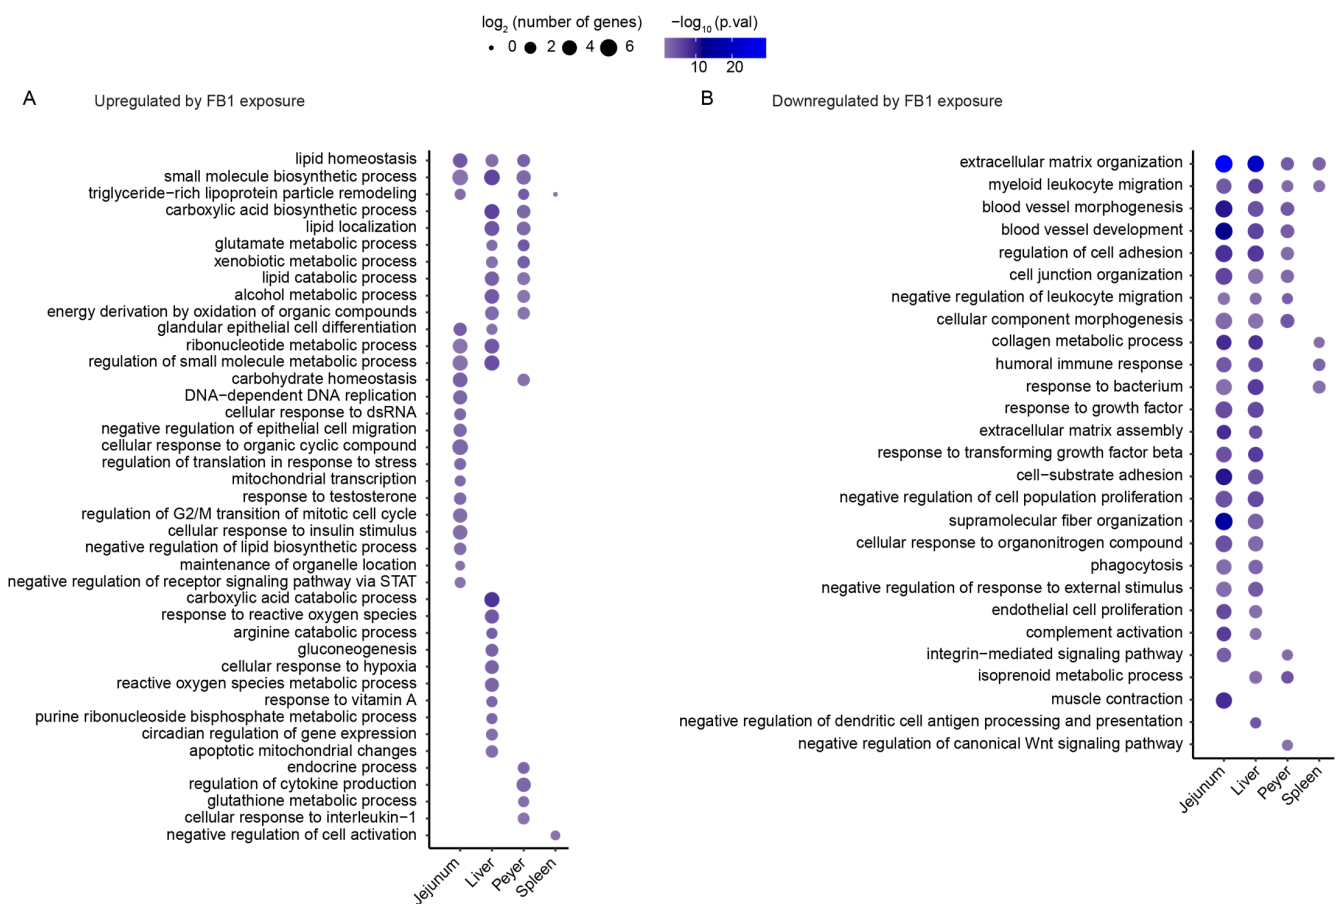 log2 (number of genes)
0 2 4 6
−log10 (p.val)
10 20
A
Upregulated by FB1 exposure
lipid homeostasis
small molecule biosynthetic process
triglyceride−rich lipoprotein particle remodeling
carboxylic acid biosynthetic process
lipid localization
glutamate metabolic process
xenobiotic metabolic process
lipid catabolic process
alcohol metabolic process
energy derivation by oxidation of organic compounds
glandular epithelial cell differentiation
ribonucleotide metabolic process
regulation of small molecule metabolic process
carbohydrate homeostasis
DNA−dependent DNA replication
cellular response to dsRNA
negative regulation of epithelial cell migration
cellular response to organic cyclic compound
regulation of translation in response to stress
mitochondrial transcription
response to testosterone
regulation of G2/M transition of mitotic cell cycle
cellular response to insulin stimulus
negative regulation of lipid biosynthetic process
maintenance of organelle location
negative regulation of receptor signaling pathway via STAT
carboxylic acid catabolic process
response to reactive oxygen species
arginine catabolic process
gluconeogenesis
cellular response to hypoxia
reactive oxygen species metabolic process
response to vitamin A
purine ribonucleoside bisphosphate metabolic process
circadian regulation of gene expression
apoptotic mitochondrial changes
endocrine process
regulation of cytokine production
glutathione metabolic process
cellular response to interleukin−1
negative regulation of cell activation
Jejunum
Liver
Peyer
Spleen
B
Downregulated by FB1 exposure
extracellular matrix organization
myeloid leukocyte migration
blood vessel morphogenesis
blood vessel development
regulation of cell adhesion
cell junction organization
negative regulation of leukocyte migration
cellular component morphogenesis
collagen metabolic process
humoral immune response
response to bacterium
response to growth factor
extracellular matrix assembly
response to transforming growth factor beta
cell−substrate adhesion
negative regulation of cell population proliferation
supramolecular fiber organization
cellular response to organonitrogen compound
phagocytosis
negative regulation of response to external stimulus
endothelial cell proliferation
complement activation
integrin−mediated signaling pathway
isoprenoid metabolic process
muscle contraction
negative regulation of dendritic cell antigen processing and presentation
negative regulation of canonical Wnt signaling pathway
Jejunum
Liver
Peyer
Spleen